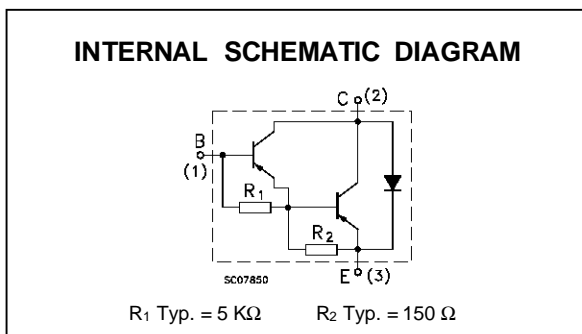 INTERNAL SCHEMATIC DIAGRAM
C (2)
B
(1)
R1
R2
SC07850
E (3)
R1 Typ. = 5 KΩ R2 Typ. = 150 Ω